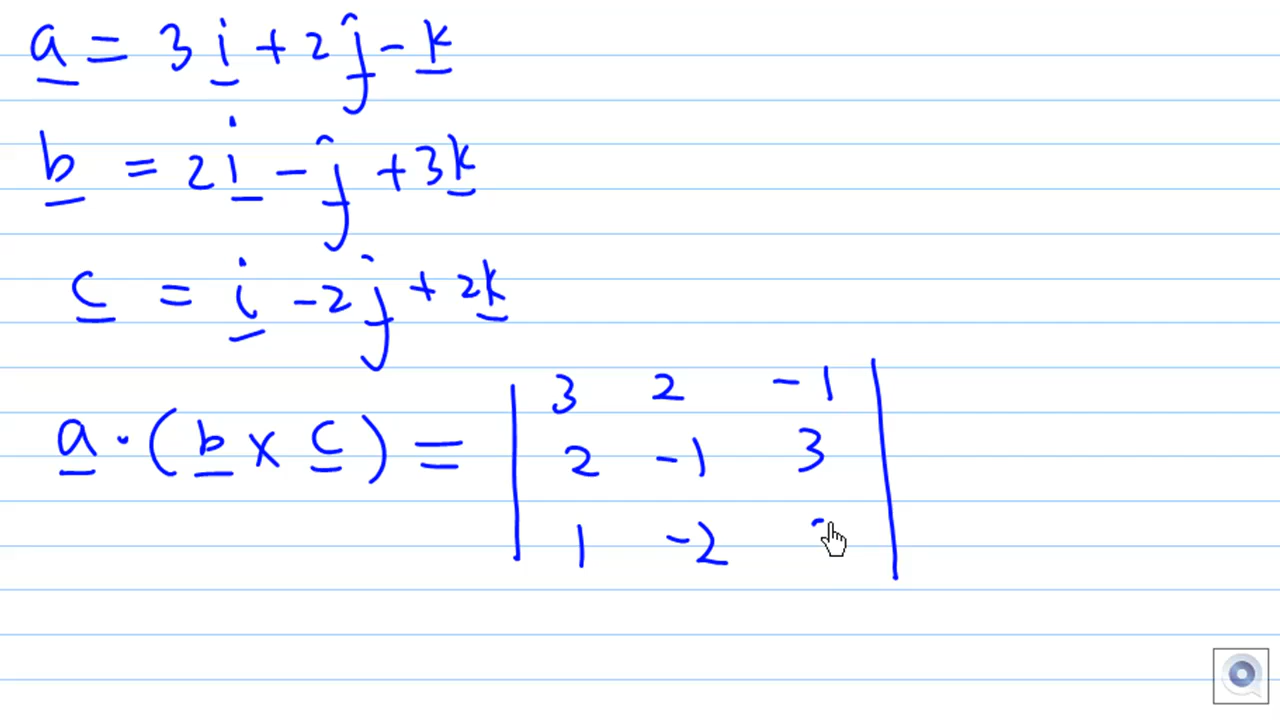 a = 3i + 2j - k
b = 2i - j + 3k
c = i - 2j + 2k
a · (b × c) = | 3 2 -1 |
| 2 -1 3 |
| 1 -2 |